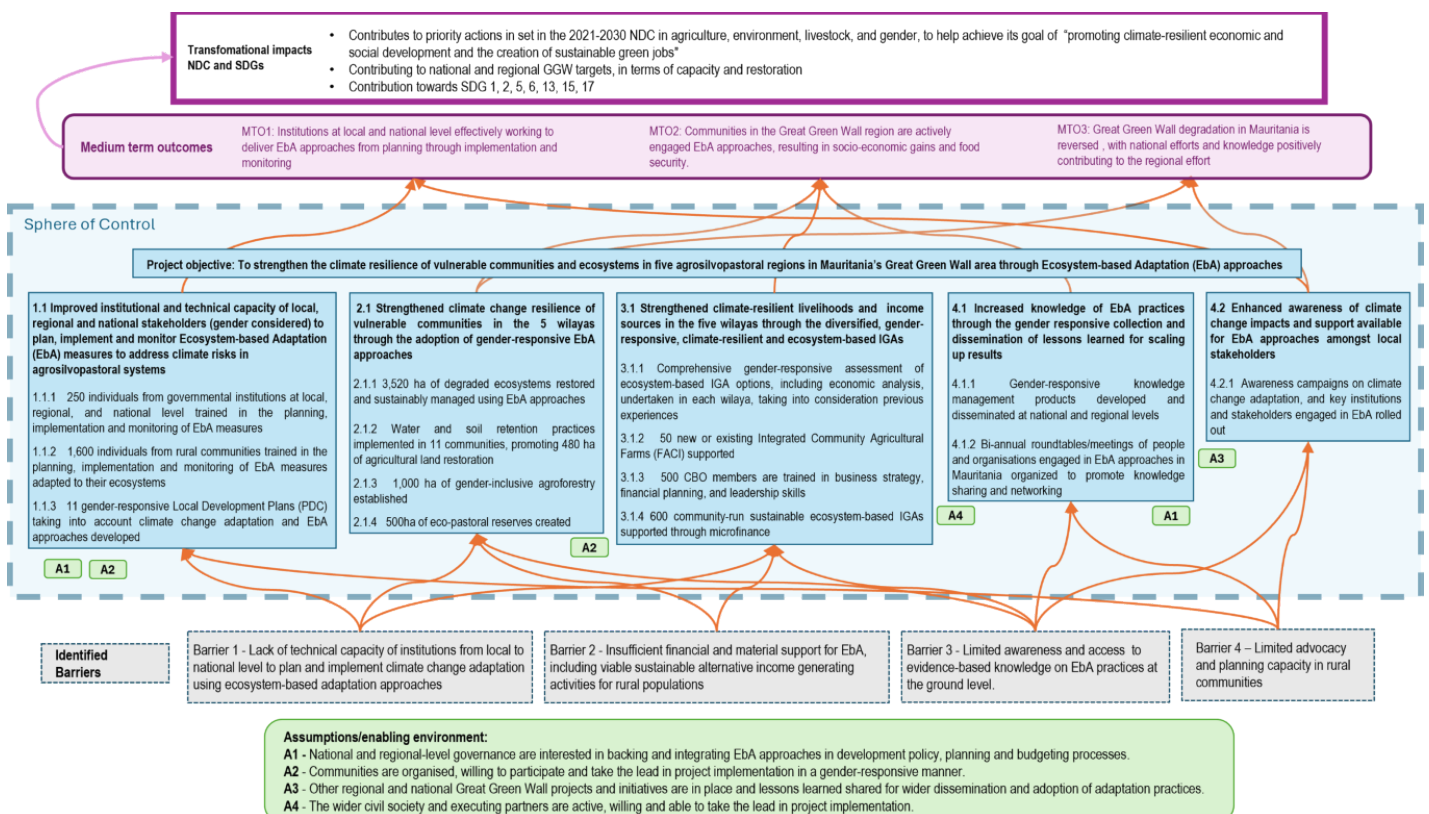 Transfomational impacts
NDC and SDGs
• Contributes to priority actions in set in the 2021-2030 NDC in agriculture, environment, livestock, and gender, to help achieve its goal of "promoting climate-resilient economic and
social development and the creation of sustainable green jobs"
• Contributing to national and regional GGW targets, in terms of capacity and restoration
• Contribution towards SDG 1, 2, 5, 6, 13, 15, 17
Medium term outcomes
MTO1: Institutions at local and national level effectively working to
deliver EbA approaches from planning through implementation and
monitoring
MTO2: Communities in the Great Green Wall region are actively
engaged EbA approaches, resulting in socio-economic gains and food
security.
MTO3: Great Green Wall degradation in Mauritania is
reversed , with national efforts and knowledge positively
contributing to the regional effort
Sphere of Control
Project objective: To strengthen the climate resilience of vulnerable communities and ecosystems in five agrosilvopastoral regions in Mauritania's Great Green Wall area through Ecosystem-based Adaptation (EbA) approaches
1.1 Improved institutional and technical capacity of local,
regional and national stakeholders (gender considered) to
plan, implement and monitor Ecosystem-based Adaptation
(EbA) measures to address climate risks in
agrosilvopastoral systems
1.1.1 250 individuals from governmental institutions at local,
regional, and national level trained in the planning,
implementation and monitoring of EbA measures
1.1.2 1,600 individuals from rural communities trained in the
planning, implementation and monitoring of EbA measures
adapted to their ecosystems
1.1.3 11 gender-responsive Local Development Plans (PDC)
taking into account climate change adaptation and EbA
approaches developed
A1
A2
2.1 Strengthened climate change resilience of
vulnerable communities in the 5 wilayas
through the adoption of gender-responsive EbA
approaches
2.1.1 3,520 ha of degraded ecosystems restored
and sustainably managed using EbA approaches
2.1.2 Water and soil retention practices
implemented in 11 communities, promoting 480 ha
of agricultural land restoration
2.1.3 1,000 ha of gender-inclusive agroforestry
established
2.1.4 500ha of eco-pastoral reserves created
A2
3.1 Strengthened climate-resilient livelihoods and income
sources in the five wilayas through the diversified, gender-
responsive, climate-resilient and ecosystem-based IGAs
3.1.1 Comprehensive gender-responsive assessment of
ecosystem-based IGA options, including economic analysis,
undertaken in each wilaya, taking into consideration previous
experiences
3.1.2 50 new or existing Integrated Community Agricultural
Farms (FACI) supported
3.1.3 500 CBO members are trained in business strategy,
financial planning, and leadership skills
3.1.4 600 community-run sustainable ecosystem-based IGAs
supported through microfinance
A4
4.1 Increased knowledge of EbA practices
through the gender responsive collection and
dissemination of lessons learned for scaling
up results
4.1.1 Gender-responsive knowledge
management products developed and
disseminated at national and regional levels
4.1.2 Bi-annual roundtables/meetings of people
and organisations engaged in EbA approaches in
Mauritania organized to promote knowledge
sharing and networking
A1
4.2 Enhanced awareness of climate
change impacts and support available
for EbA approaches amongst local
stakeholders
4.2.1 Awareness campaigns on climate
change adaptation, and key institutions
and stakeholders engaged in EbA rolled
out
A3
Identified
Barriers
Barrier 1 - Lack of technical capacity of institutions from local to
national level to plan and implement climate change adaptation
using ecosystem-based adaptation approaches
Barrier 2 - Insufficient financial and material support for EbA,
including viable sustainable alternative income generating
activities for rural populations
Barrier 3 - Limited awareness and access to
evidence-based knowledge on EbA practices at
the ground level.
Barrier 4 – Limited advocacy
and planning capacity in rural
communities
Assumptions/enabling environment:
A1 - National and regional-level governance are interested in backing and integrating EbA approaches in development policy, planning and budgeting processes.
A2 - Communities are organised, willing to participate and take the lead in project implementation in a gender-responsive manner.
A3 - Other regional and national Great Green Wall projects and initiatives are in place and lessons learned shared for wider dissemination and adoption of adaptation practices.
A4 - The wider civil society and executing partners are active, willing and able to take the lead in project implementation.